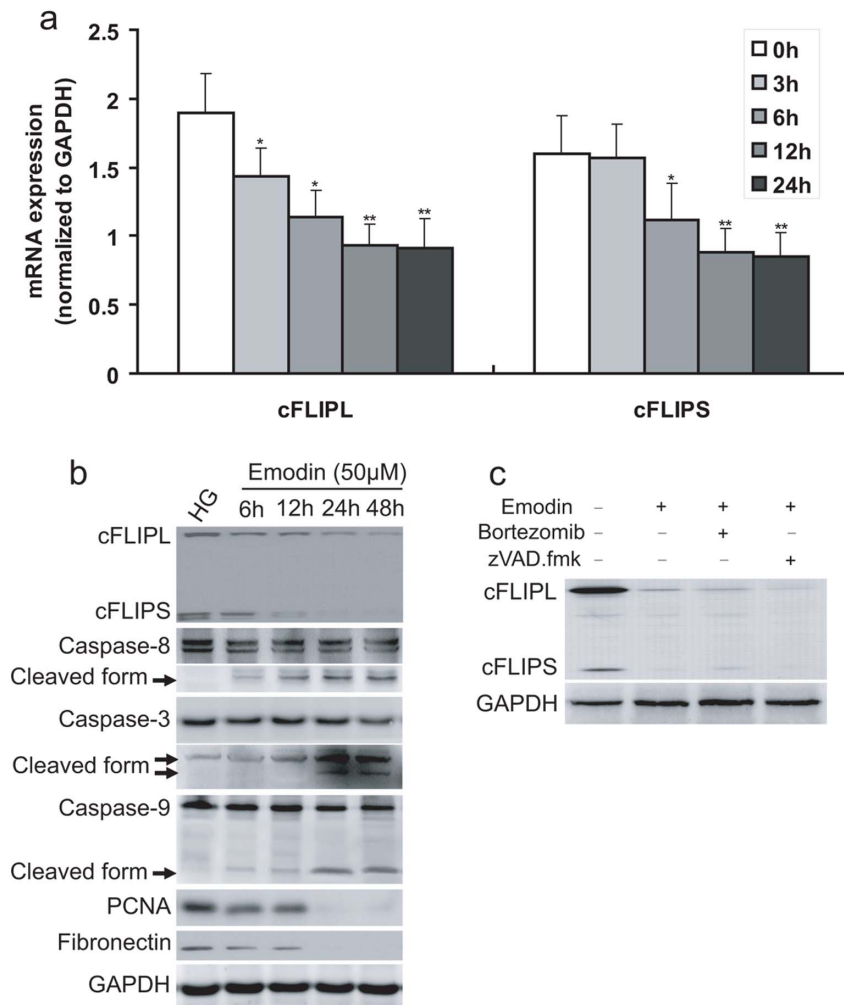 a
2.5
2
1.5
1
0.5
0
mRNA expression
(normalized to GAPDH)
* * ** **
* ** **
0h
3h
6h
12h
24h
cFLIPL cFLIPS
b
Emodin (50μM)
HG 6h 12h 24h 48h
cFLIPL
cFLIPS
Caspase-8
Cleaved form
Caspase-3
Cleaved form
Caspase-9
Cleaved form
PCNA
Fibronectin
GAPDH
c
Emodin – + + +
Bortezomib – – + –
zVAD.fmk – – – +
cFLIPL
cFLIPS
GAPDH